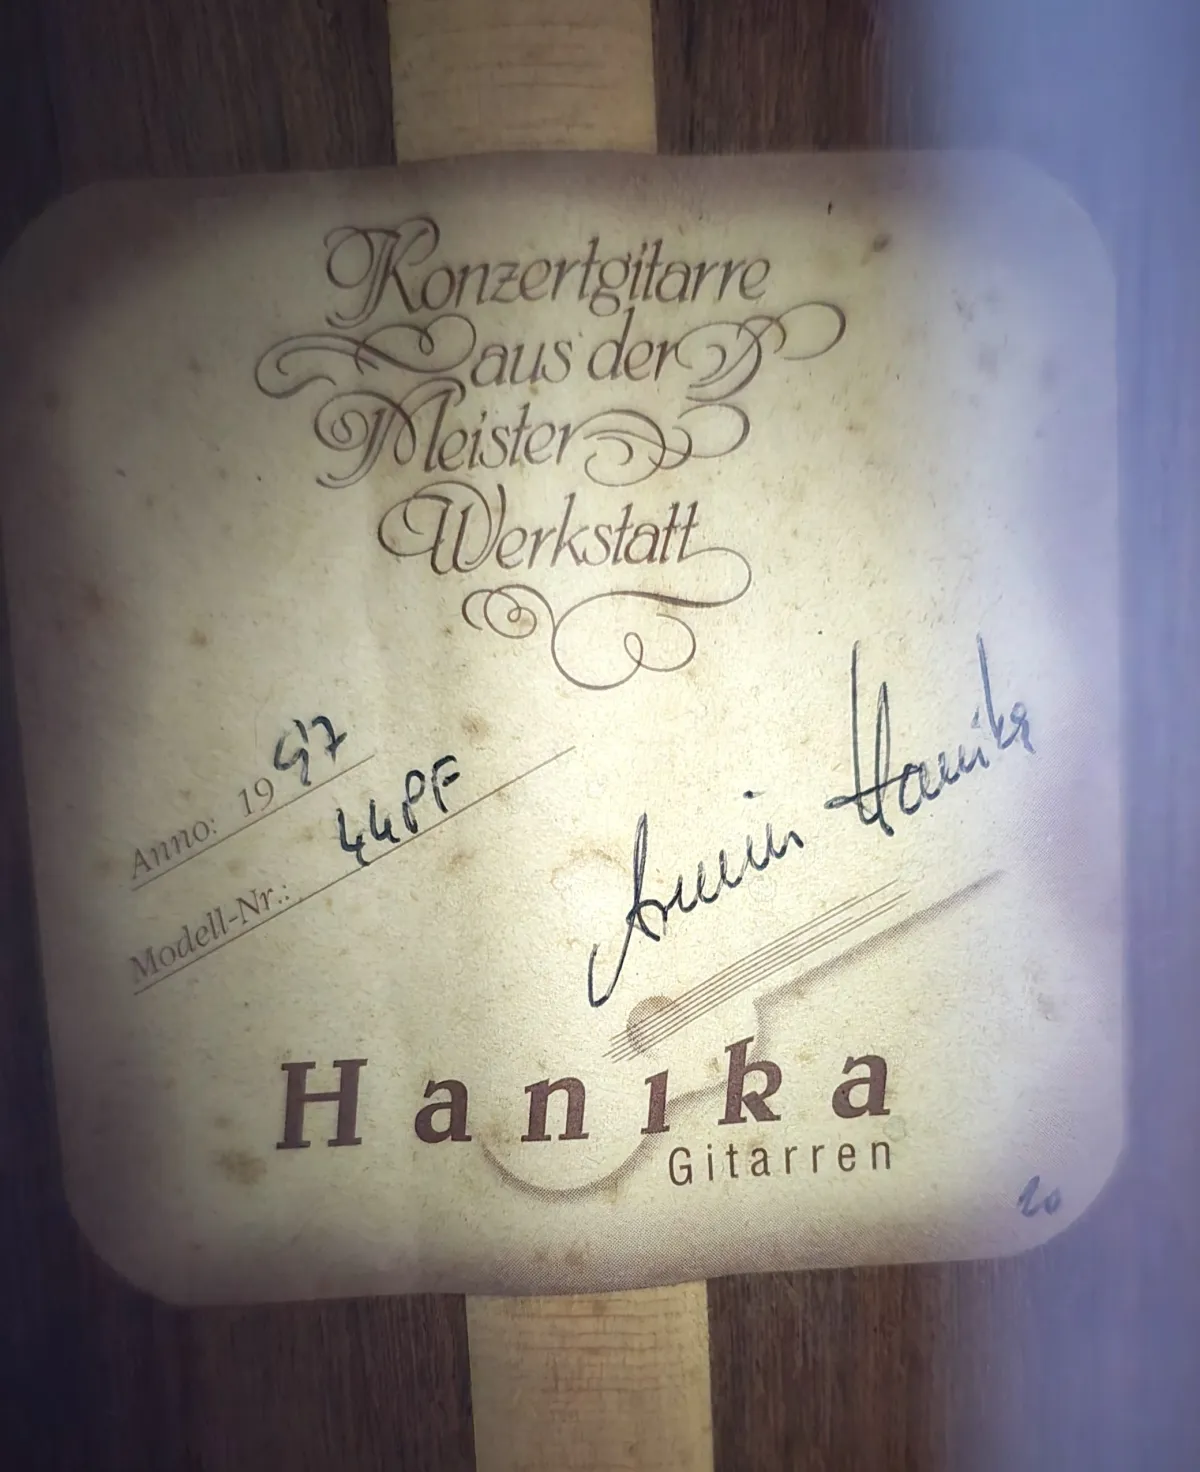 Konzertgitarre
aus der
Meister
Werkstatt
Anno: 1997
Modell-Nr.: 44PF
Armin Hanika
Hanika
Gitarren
20